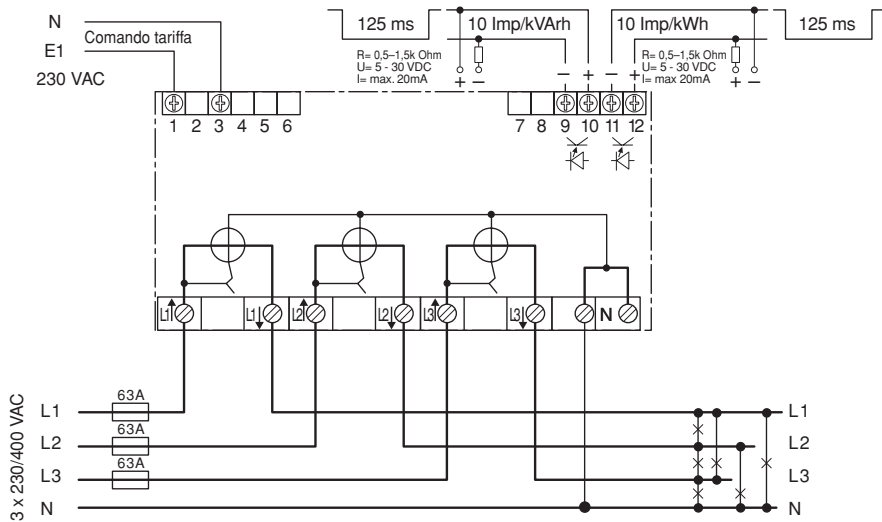 N
Comando tariffa
E1
230 VAC
125 ms
10 Imp/kVArh
10 Imp/kWh
125 ms
R= 0,5–1,5k Ohm
U= 5 - 30 VDC
I= max. 20mA
R= 0,5–1,5k Ohm
U= 5 - 30 VDC
I= max. 20mA
+ –
– + – +
+ –
1 2 3 4 5 6
7 8 9 10 11 12
L1 L1 L2 L2 L3 L3 N
3 x 230/400 VAC
L1 63A L1
L2 63A L2
L3 63A L3
N N